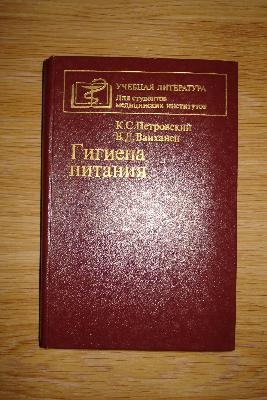 УЧЕБНАЯ ЛИТЕРАТУРА
Для студентов
медицинских институтов
К.С.Петровский
В.Д.Ванханен
Гигиена
питания